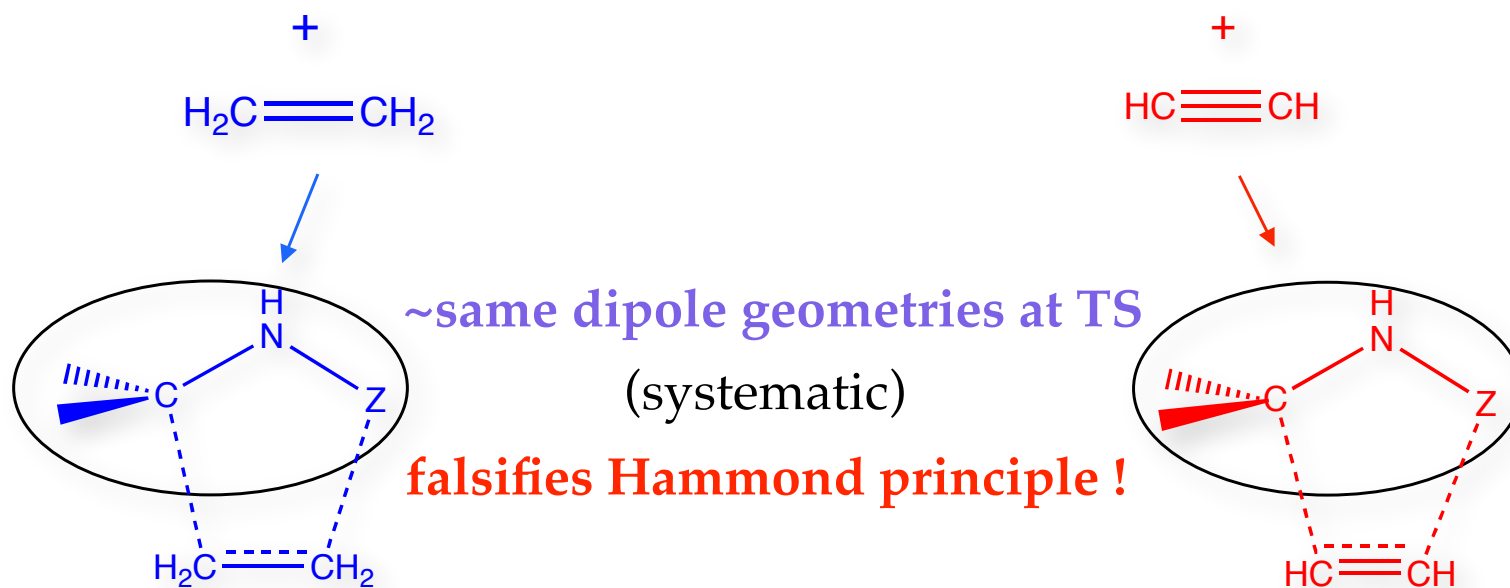 + +
H₂C CH₂ HC CH
H H
N ~same dipole geometries at TS N
C Z (systematic) C Z
falsifies Hammond principle !
H₂C CH₂ HC CH